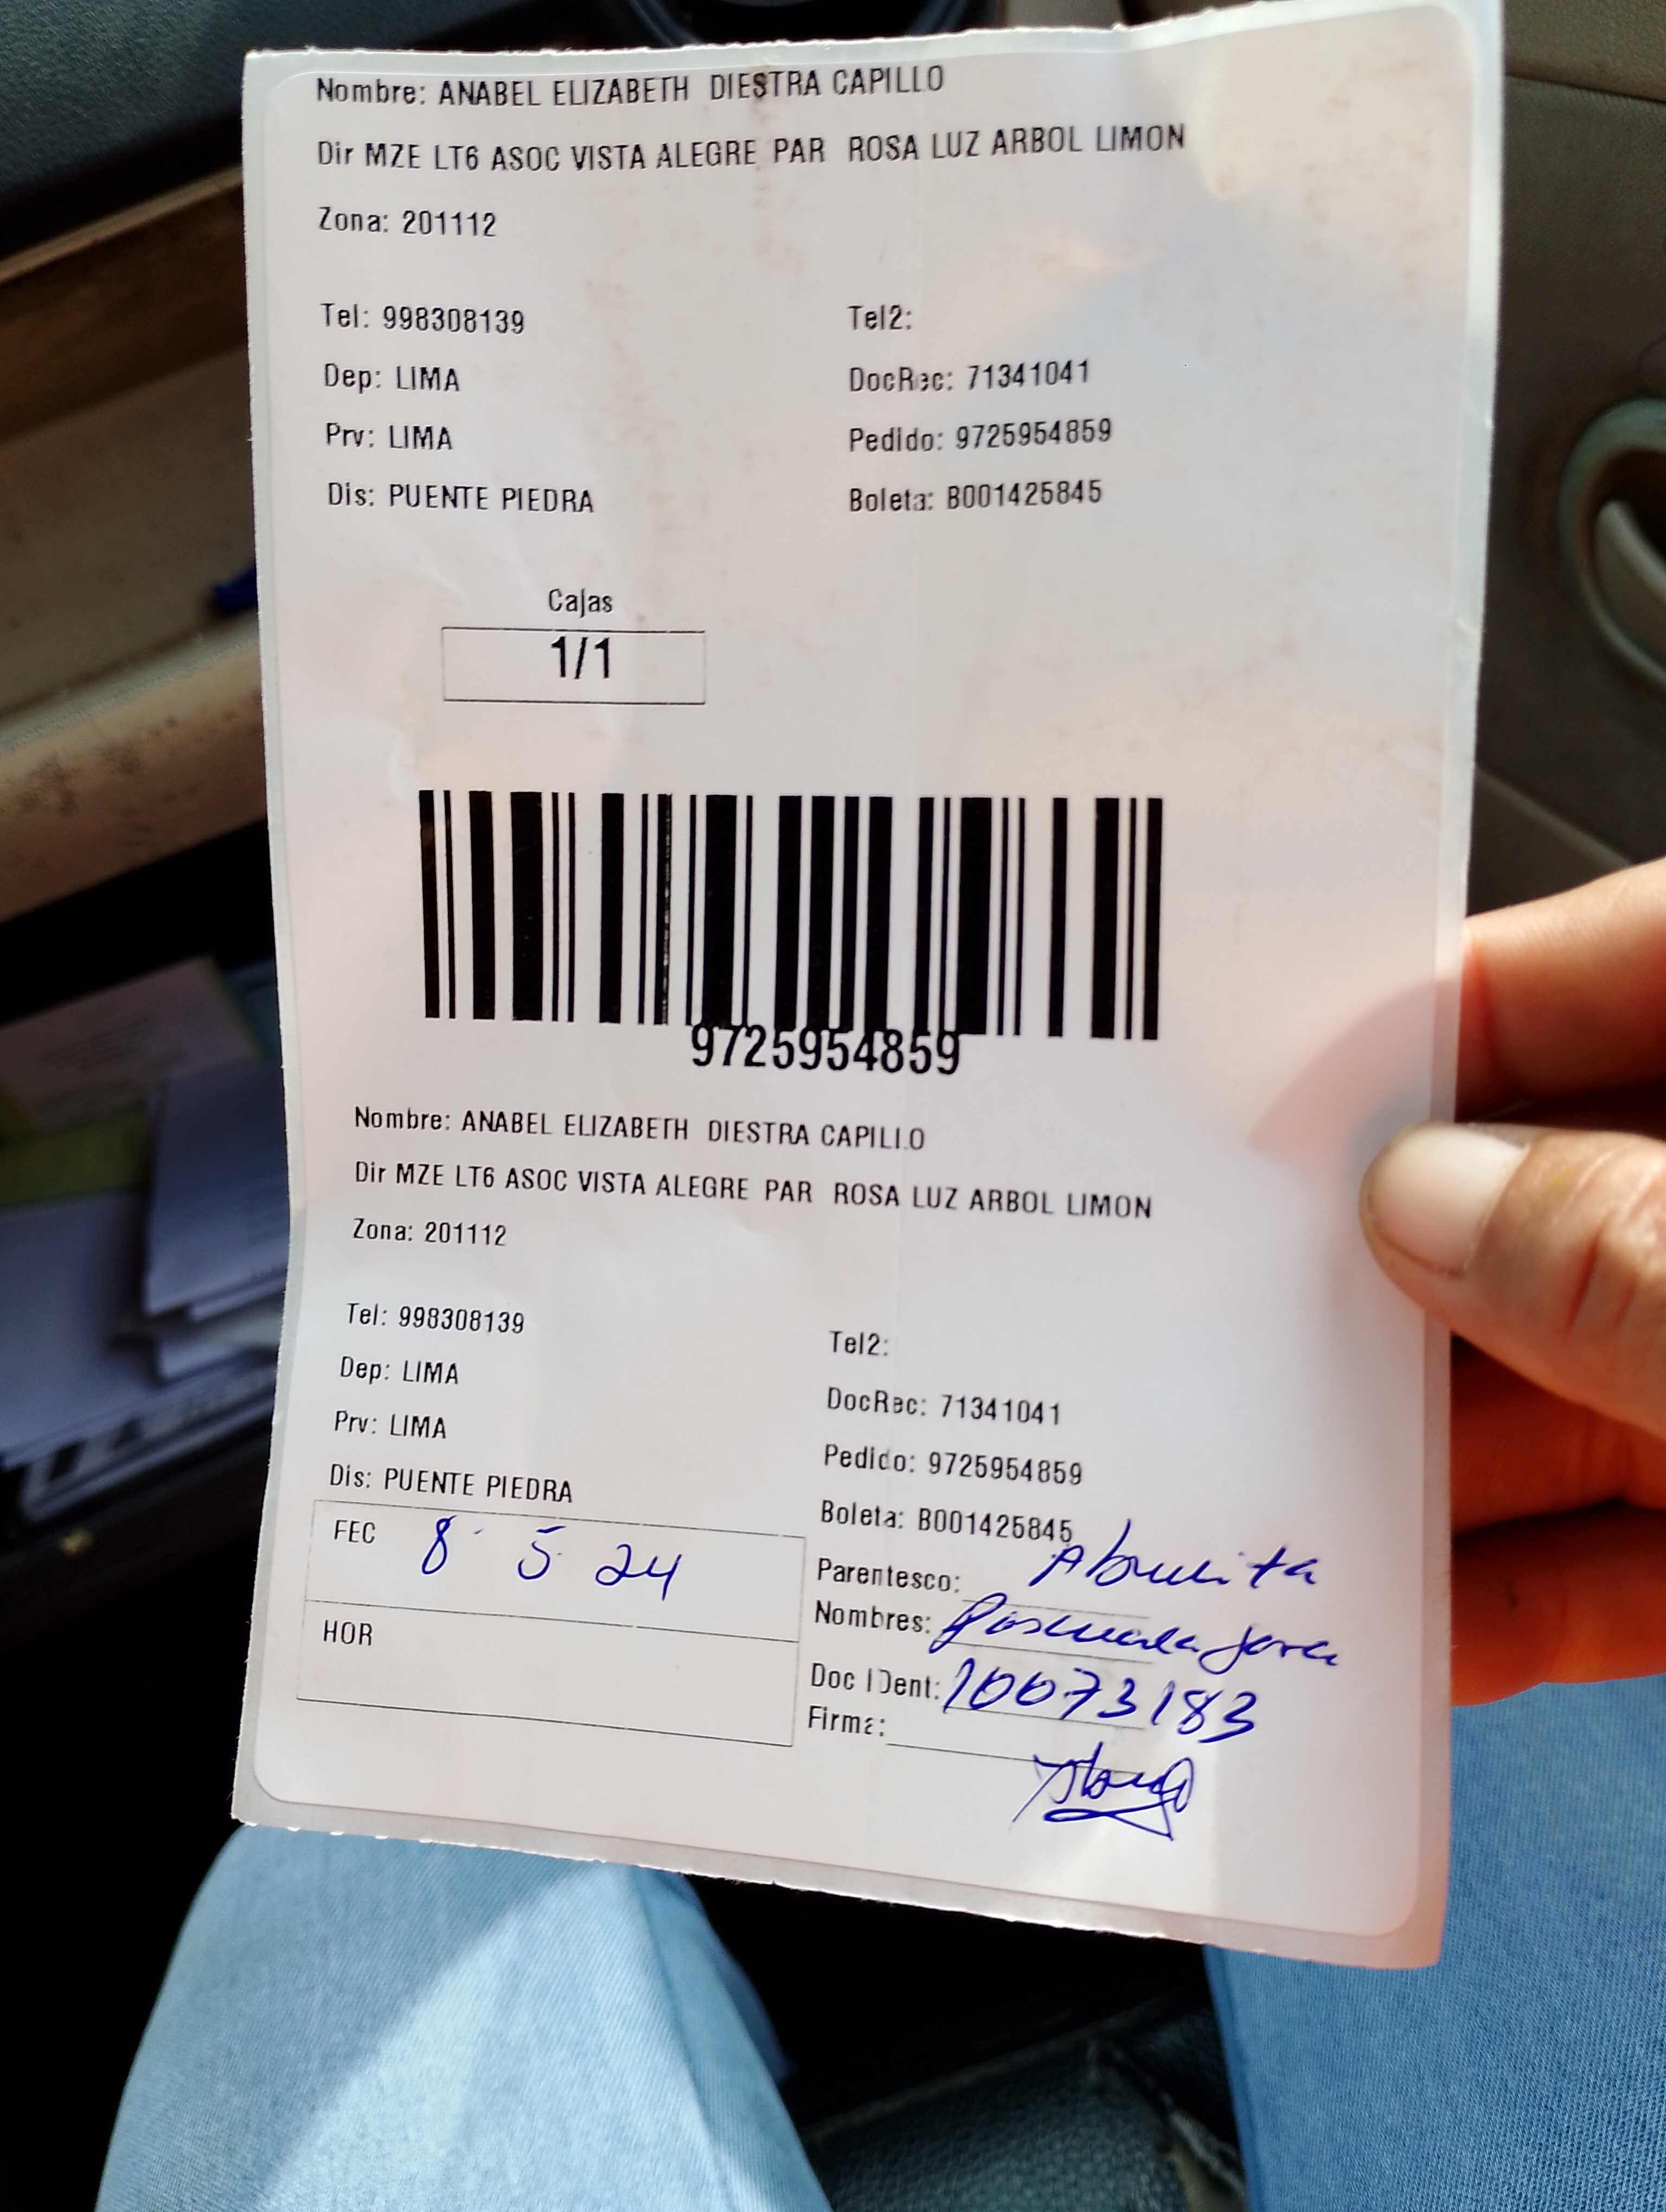 Nombre: ANABEL ELIZABETH DIESTRA CAPILLO
Dir MZE LT6 ASOC VISTA ALEGRE PAR ROSA LUZ ARBOL LIMON
Zona: 201112
Tel: 998308139 Tel2:
Dep: LIMA DocRec: 71341041
Prv: LIMA Pedido: 9725954859
Dis: PUENTE PIEDRA Boleta: B001425845
Cajas
1/1
9725954859
Nombre: ANABEL ELIZABETH DIESTRA CAPILLO
Dir MZE LT6 ASOC VISTA ALEGRE PAR ROSA LUZ ARBOL LIMON
Zona: 201112
Tel: 998308139 Tel2:
Dep: LIMA DocRec: 71341041
Prv: LIMA Pedido: 9725954859
Dis: PUENTE PIEDRA Boleta: B001425845
FEC 8 5 24 Parentesco: Abuelita
Nombres:
HOR Doc IDent: 10073183
Firma: